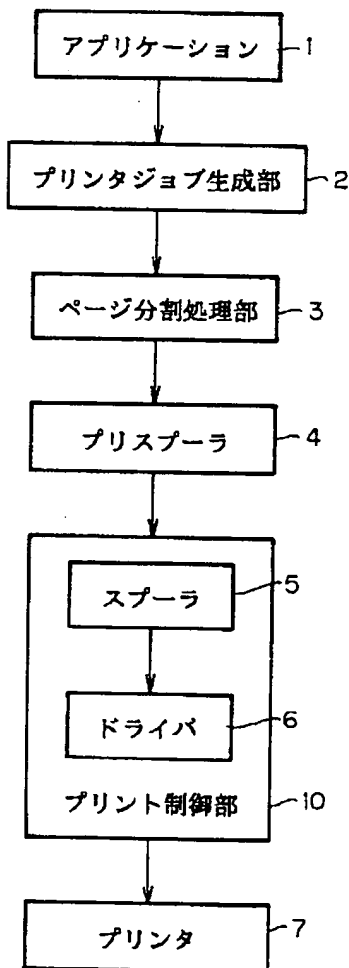 アプリケーション 1
プリンタジョブ生成部 2
ページ分割処理部 3
プリスプーラ 4
スプーラ 5
ドライバ 6
プリント制御部 10
プリンタ 7